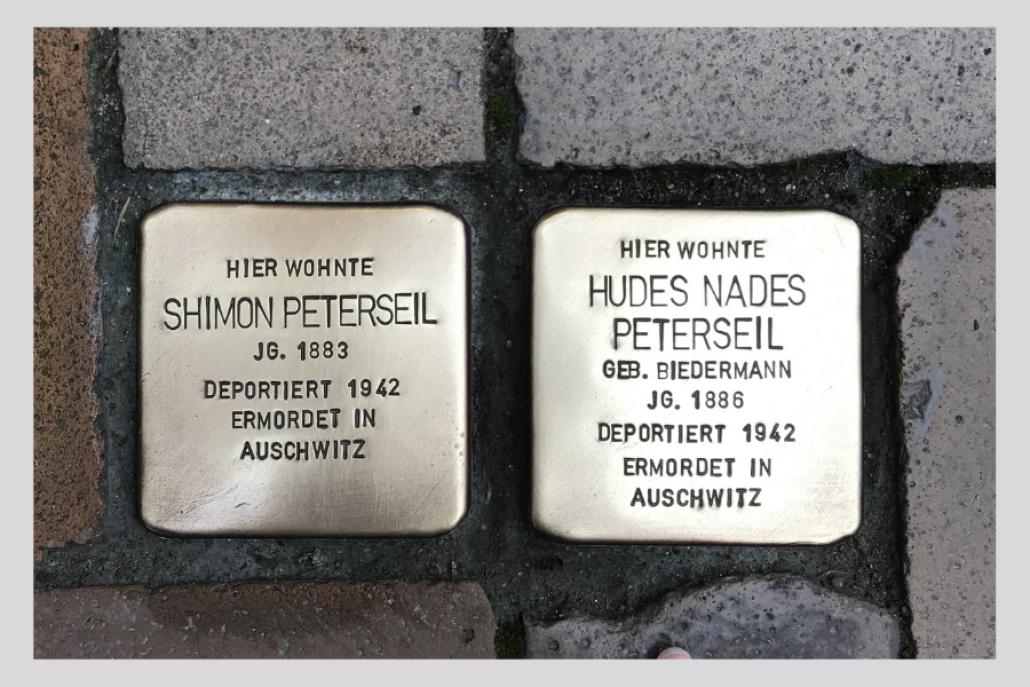 HIER WOHNTE
SHIMON PETERSEIL
JG. 1883
DEPORTIERT 1942
ERMORDET IN
AUSCHWITZ
HIER WOHNTE
HUDES NADES
PETERSEIL
GEB. BIEDERMANN
JG. 1886
DEPORTIERT 1942
ERMORDET IN
AUSCHWITZ